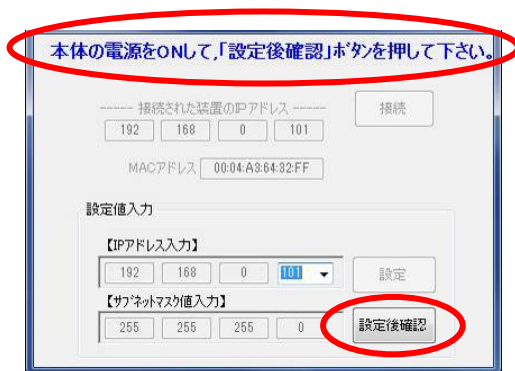 本体の電源をONして,「設定後確認」ﾎﾞﾀﾝを押して下さい。
----- 接続された装置のIPアドレス -----
接続
192 168 0 101
MACアドレス 00:04:A3:64:32:FF
設定値入力
【IPアドレス入力】
192 168 0 101
設定
【ｻﾌﾞﾈｯﾄﾏｽｸ値入力】
255 255 255 0
設定後確認